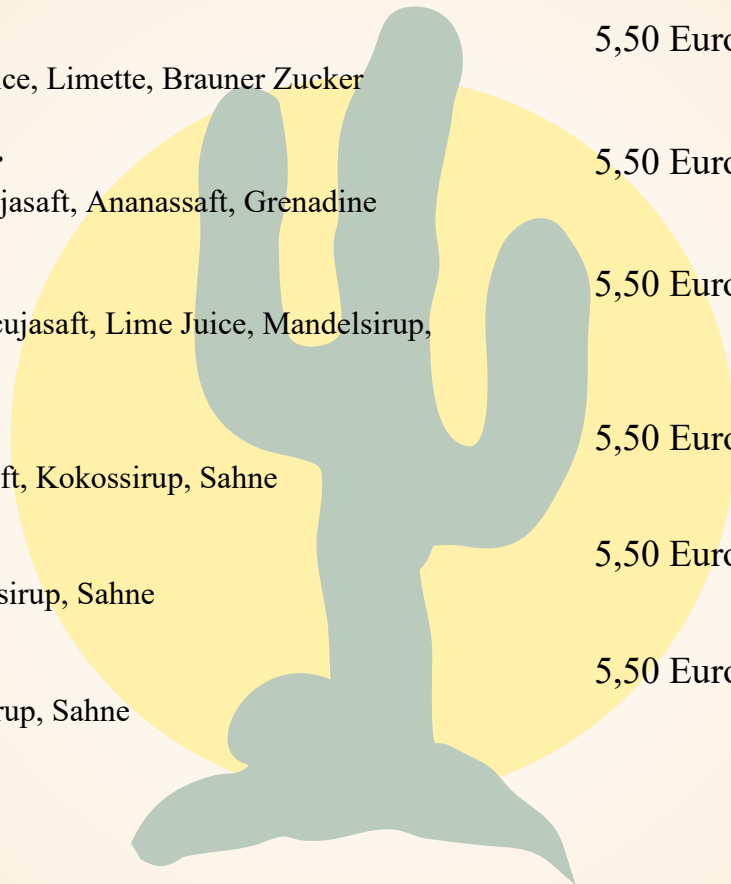 5,50 Euro
ce, Limette, Brauner Zucker
5,50 Euro
jasaft, Ananassaft, Grenadine
5,50 Euro
cujasaft, Lime Juice, Mandelsirup,
5,50 Euro
ft, Kokossirup, Sahne
5,50 Euro
sirup, Sahne
5,50 Euro
rup, Sahne